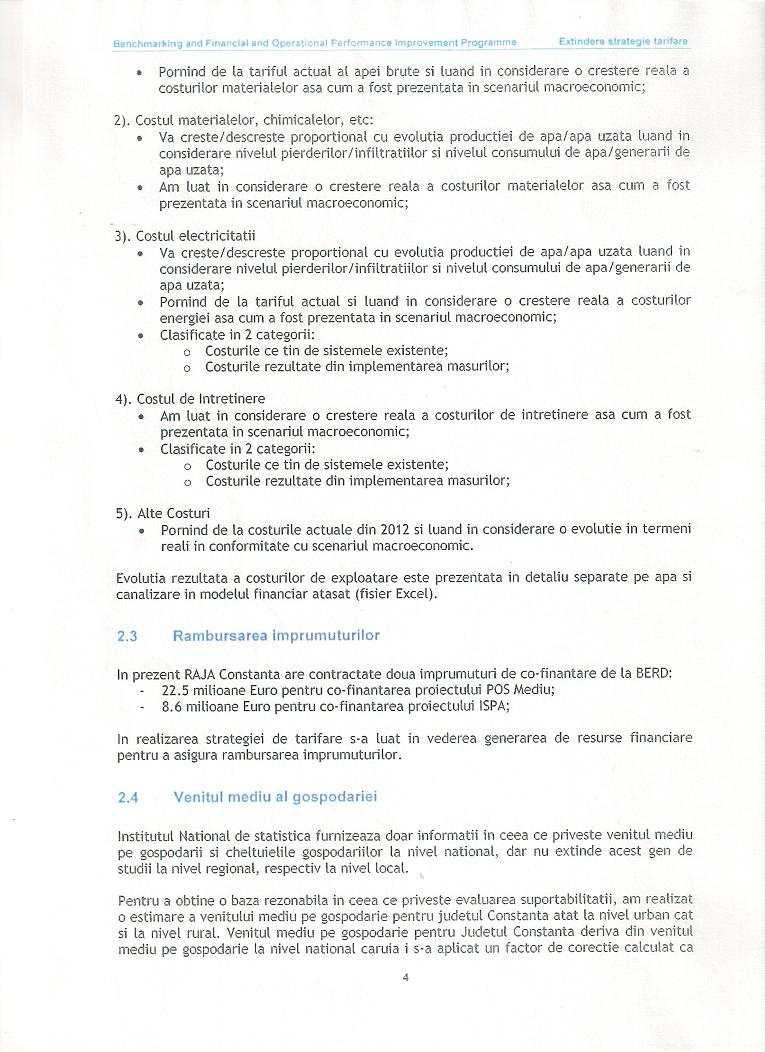 Benchmarking and Financial and Operational Performance Improvement Programme Extindere strategie tarifare
• Pornind de la tariful actual al apei brute si luand in considerare o crestere reala a
costurilor materialelor asa cum a fost prezentata in scenariul macroeconomic;
2). Costul materialelor, chimicalelor, etc:
• Va creste/descreste proportional cu evolutia productiei de apa/apa uzata luand in
considerare nivelul pierderilor/infiltratiilor si nivelul consumului de apa/generarii de
apa uzata;
• Am luat in considerare o crestere reala a costurilor materialelor asa cum a fost
prezentata in scenariul macroeconomic;
3). Costul electricitatii
• Va creste/descreste proportional cu evolutia productiei de apa/apa uzata luand in
considerare nivelul pierderilor/infiltratiilor si nivelul consumului de apa/generarii de
apa uzata;
• Pornind de la tariful actual si luand in considerare o crestere reala a costurilor
energiei asa cum a fost prezentata in scenariul macroeconomic;
• Clasificate in 2 categorii:
o Costurile ce tin de sistemele existente;
o Costurile rezultate din implementarea masurilor;
4). Costul de Intretinere
• Am luat in considerare o crestere reala a costurilor de intretinere asa cum a fost
prezentata in scenariul macroeconomic;
• Clasificate in 2 categorii:
o Costurile ce tin de sistemele existente;
o Costurile rezultate din implementarea masurilor;
5). Alte Costuri
• Pornind de la costurile actuale din 2012 si luand in considerare o evolutie in termeni
reali in conformitate cu scenariul macroeconomic.
Evolutia rezultata a costurilor de exploatare este prezentata in detaliu separate pe apa si
canalizare in modelul financiar atasat (fisier Excel).
2.3 Rambursarea imprumuturilor
In prezent RAJA Constanta are contractate doua imprumuturi de co-finantare de la BERD:
- 22.5 milioane Euro pentru co-finantarea proiectului POS Mediu;
- 8.6 milioane Euro pentru co-finantarea proiectului ISPA;
In realizarea strategiei de tarifare s-a luat in vederea generarea de resurse financiare
pentru a asigura rambursarea imprumuturilor.
2.4 Venitul mediu al gospodariei
Institutul National de statistica furnizeaza doar informatii in ceea ce priveste venitul mediu
pe gospodarii si cheltuielile gospodariilor la nivel national, dar nu extinde acest gen de
studii la nivel regional, respectiv la nivel local.
Pentru a obtine o baza rezonabila in ceea ce priveste evaluarea suportabilitatii, am realizat
o estimare a venitului mediu pe gospodarie pentru judetul Constanta atat la nivel urban cat
si la nivel rural. Venitul mediu pe gospodarie pentru Judetul Constanta deriva din venitul
mediu pe gospodarie la nivel national caruia i s-a aplicat un factor de corectie calculat ca
4